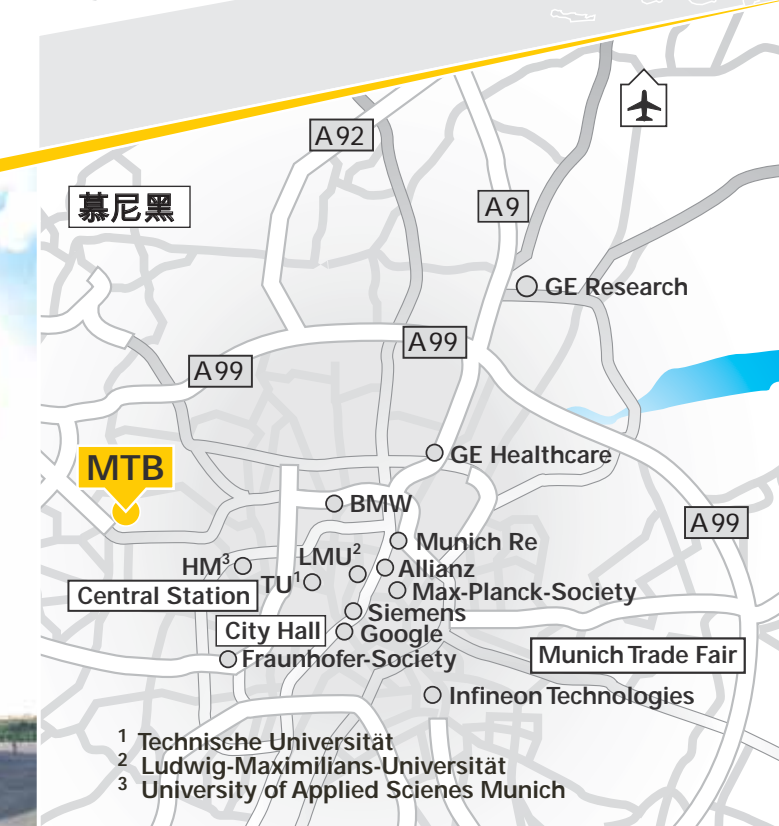 A92
慕尼黑
A9
GE Research
A99
A99
GE Healthcare
MTB
BMW
A99
Munich Re
HM³
LMU²
Allianz
TU¹
Max-Planck-Society
Central Station
Siemens
City Hall
Google
Fraunhofer-Society
Munich Trade Fair
Infineon Technologies
¹ Technische Universität
² Ludwig-Maximilians-Universität
³ University of Applied Scienes Munich